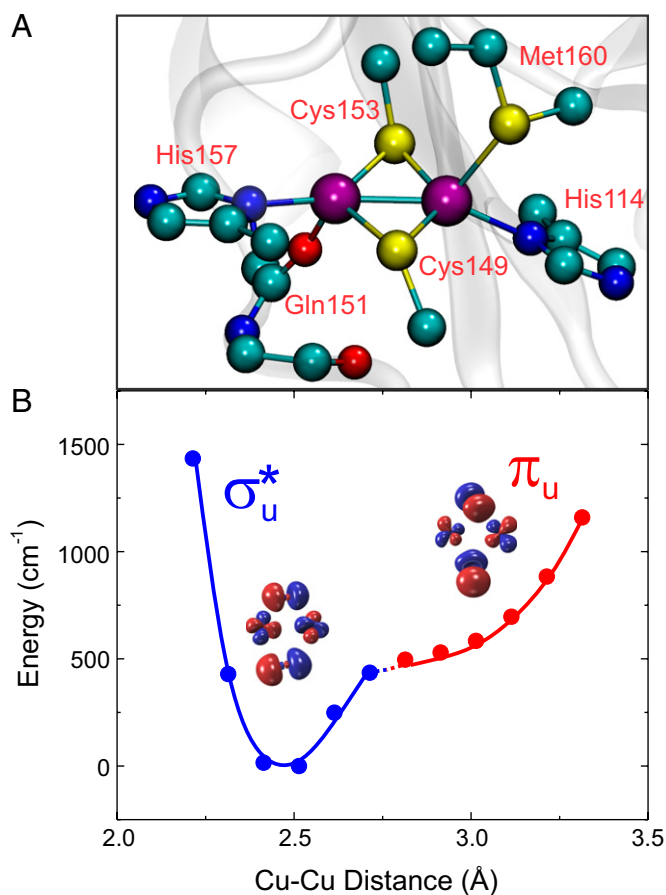 A
Met160
Cys153
His157
His114
Cys149
Gln151
B
1500
σu*
πu
1000
Energy (cm⁻¹)
500
0
2.0 2.5 3.0 3.5
Cu-Cu Distance (Å)